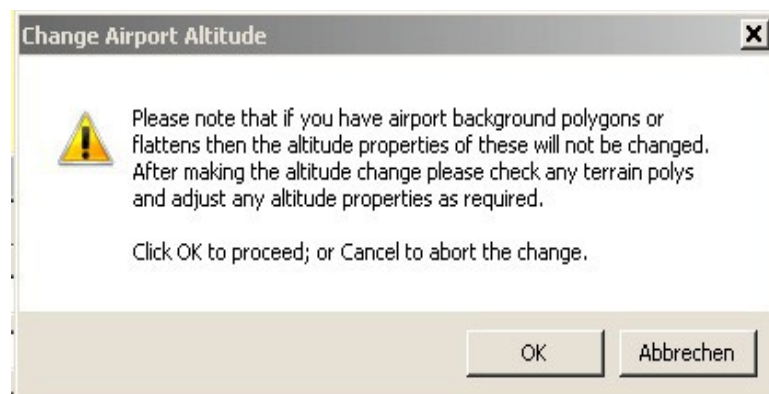 Change Airport Altitude
Please note that if you have airport background polygons or
flattens then the altitude properties of these will not be changed.
After making the altitude change please check any terrain polys
and adjust any altitude properties as required.
Click OK to proceed; or Cancel to abort the change.
OK
Abbrechen